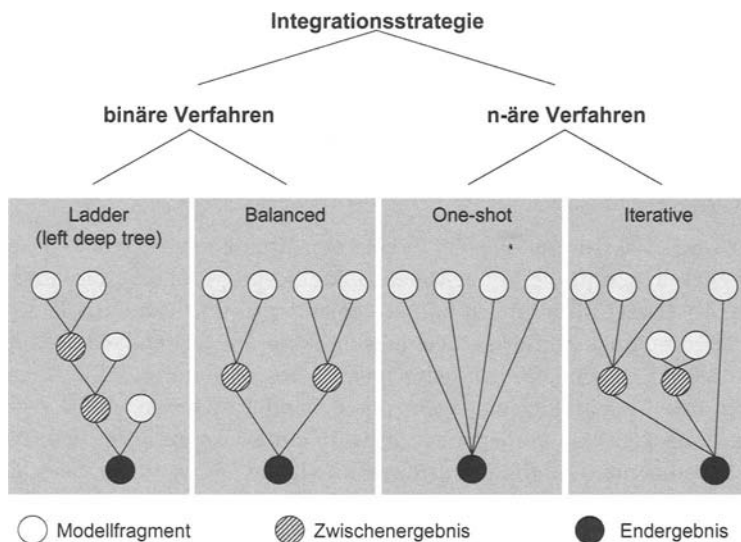 Integrationsstrategie
binäre Verfahren
n-äre Verfahren
Ladder
(left deep tree)
Balanced
One-shot
Iterative
Modellfragment
Zwischenergebnis
Endergebnis